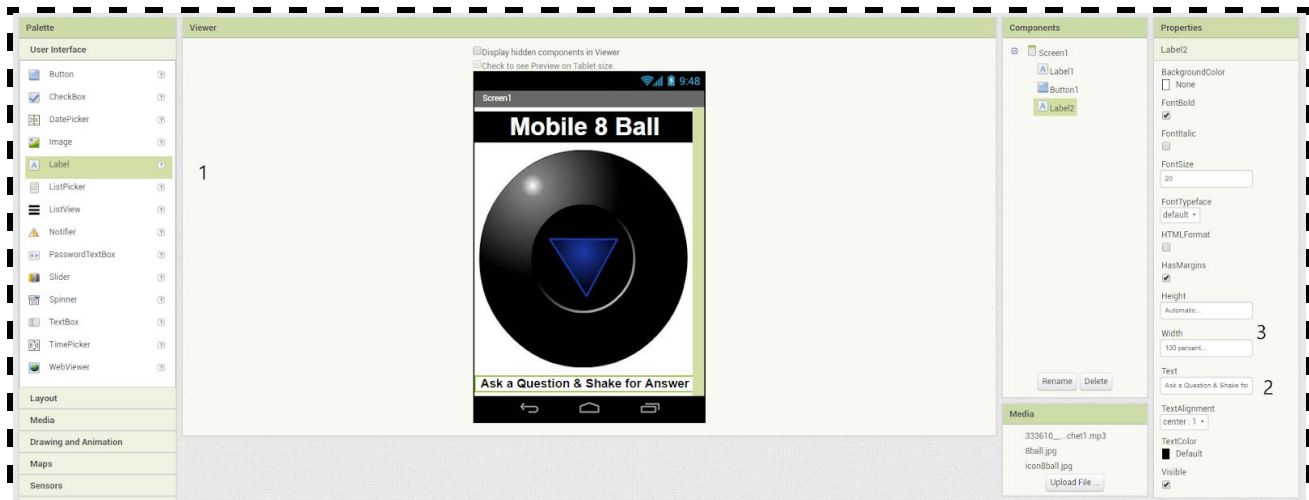 Palette
User Interface
Button
CheckBox
DatePicker
Image
Label
ListPicker
ListView
Notifier
PasswordTextBox
Slider
Spinner
TextBox
TimePicker
WebViewer
Layout
Media
Drawing and Animation
Maps
Sensors
Viewer
Display hidden components in Viewer
Check to see Preview on Tablet size.
9:48
Screen1
Mobile 8 Ball
Ask a Question & Shake for Answer
1
Components
Screen1
Label1
Button1
Label2
Rename Delete
Media
333610__...chet1.mp3
8ball.jpg
icon8ball.jpg
Upload File ...
Properties
Label2
BackgroundColor
None
FontBold
FontItalic
FontSize
20
FontTypeface
default
HTMLFormat
HasMargins
Height
Automatic...
Width
100 percent...
3
Text
Ask a Question & Shake for
2
TextAlignment
center : 1
TextColor
Default
Visible